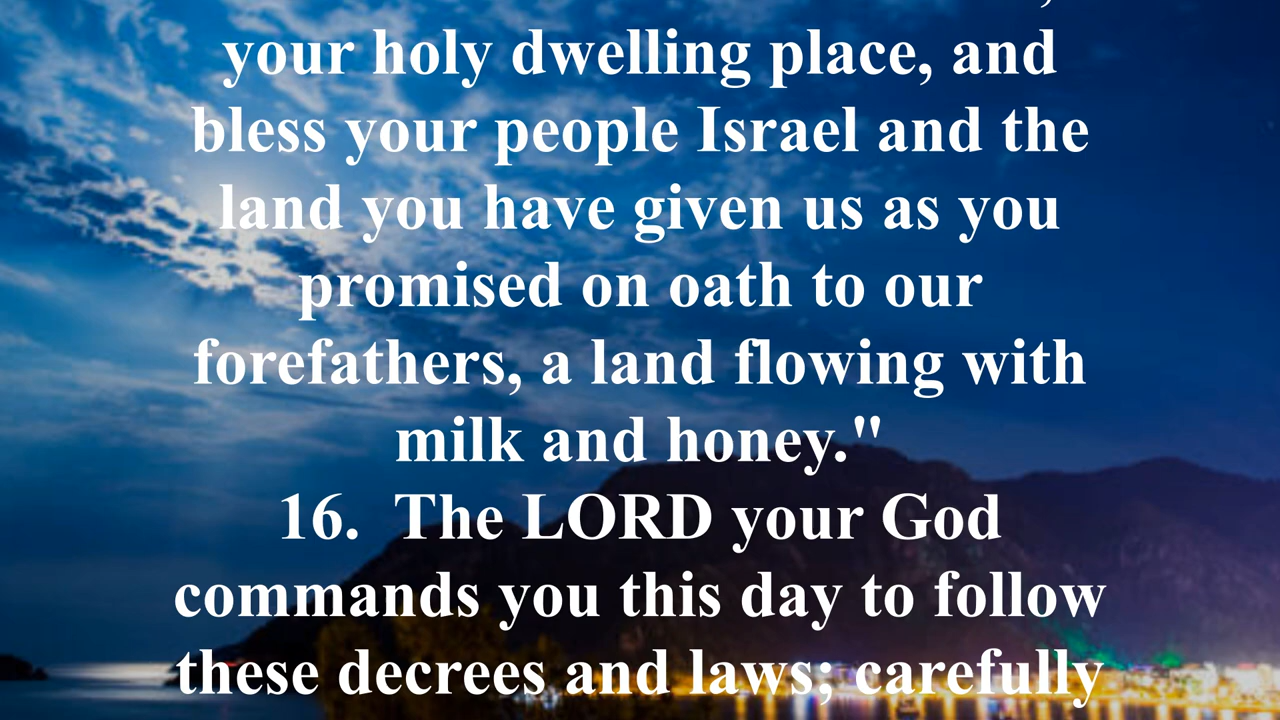 your holy dwelling place, and
bless your people Israel and the
land you have given us as you
promised on oath to our
forefathers, a land flowing with
milk and honey."
16. The LORD your God
commands you this day to follow
these decrees and laws; carefully